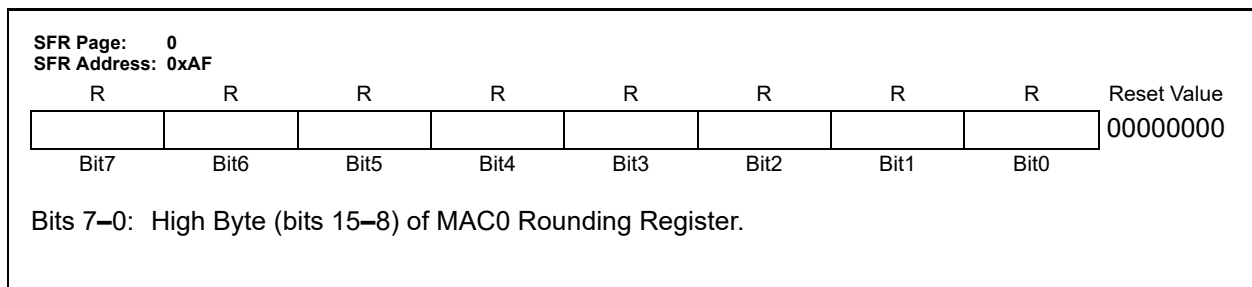 SFR Page: 0
SFR Address: 0xAF
R R R R R R R R Reset Value
00000000
Bit7 Bit6 Bit5 Bit4 Bit3 Bit2 Bit1 Bit0
Bits 7–0: High Byte (bits 15–8) of MAC0 Rounding Register.